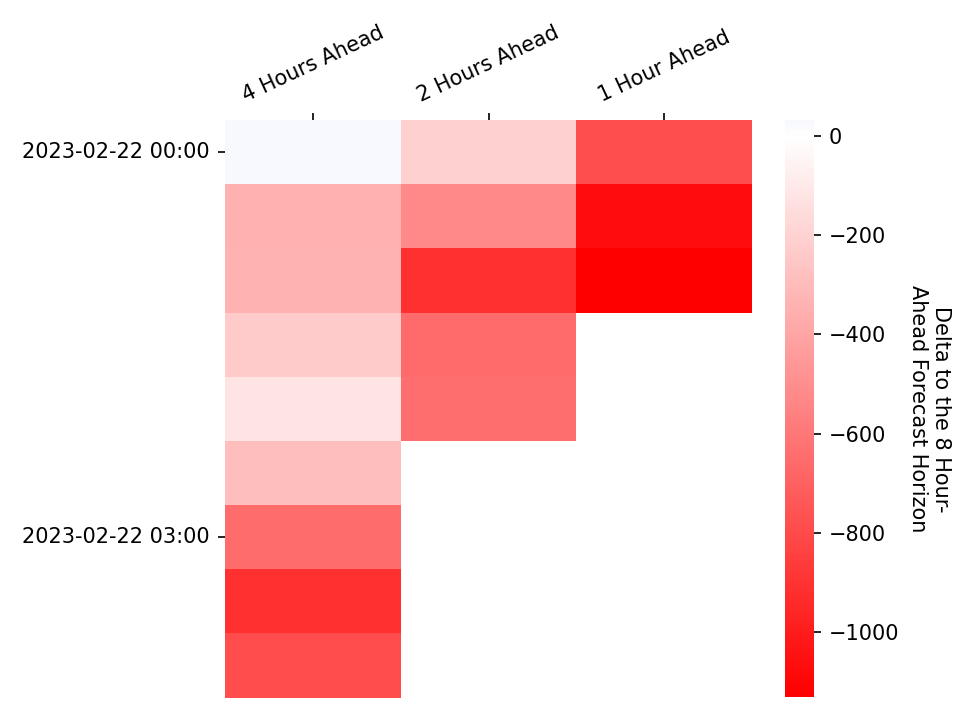 4 Hours Ahead
2 Hours Ahead
1 Hour Ahead
2023-02-22 00:00
2023-02-22 03:00
0
−200
−400
−600
−800
−1000
Delta to the 8 Hour-
Ahead Forecast Horizon